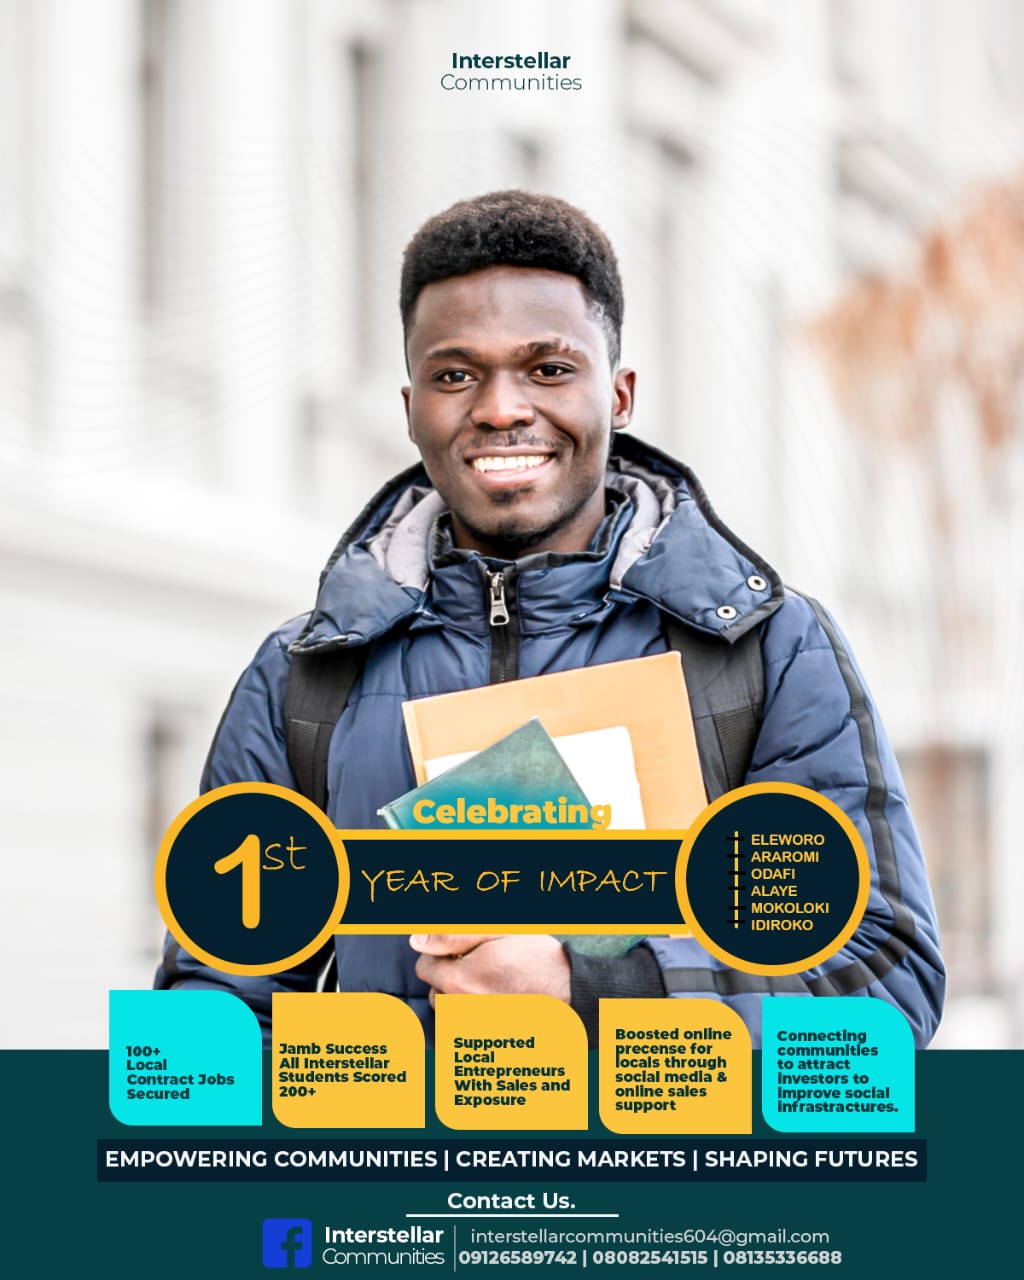 Interstellar
Communities
Celebrating
1st
YEAR OF IMPACT
ELEWORO
ARAROMI
ODAFI
ALAYE
MOKOLOKI
IDIROKO
100+
Local
Contract Jobs
Secured
Jamb Success
All Interstellar
Students Scored
200+
Supported
Local
Entrepreneurs
With Sales and
Exposure
Boosted online
precense for
locals through
social media &
online sales
support
Connecting
communities
to attract
investors to
improve social
infrastractures.
EMPOWERING COMMUNITIES | CREATING MARKETS | SHAPING FUTURES
Contact Us.
Interstellar
Communities
interstellarcommunities604@gmail.com
09126589742 | 08082541515 | 08135336688